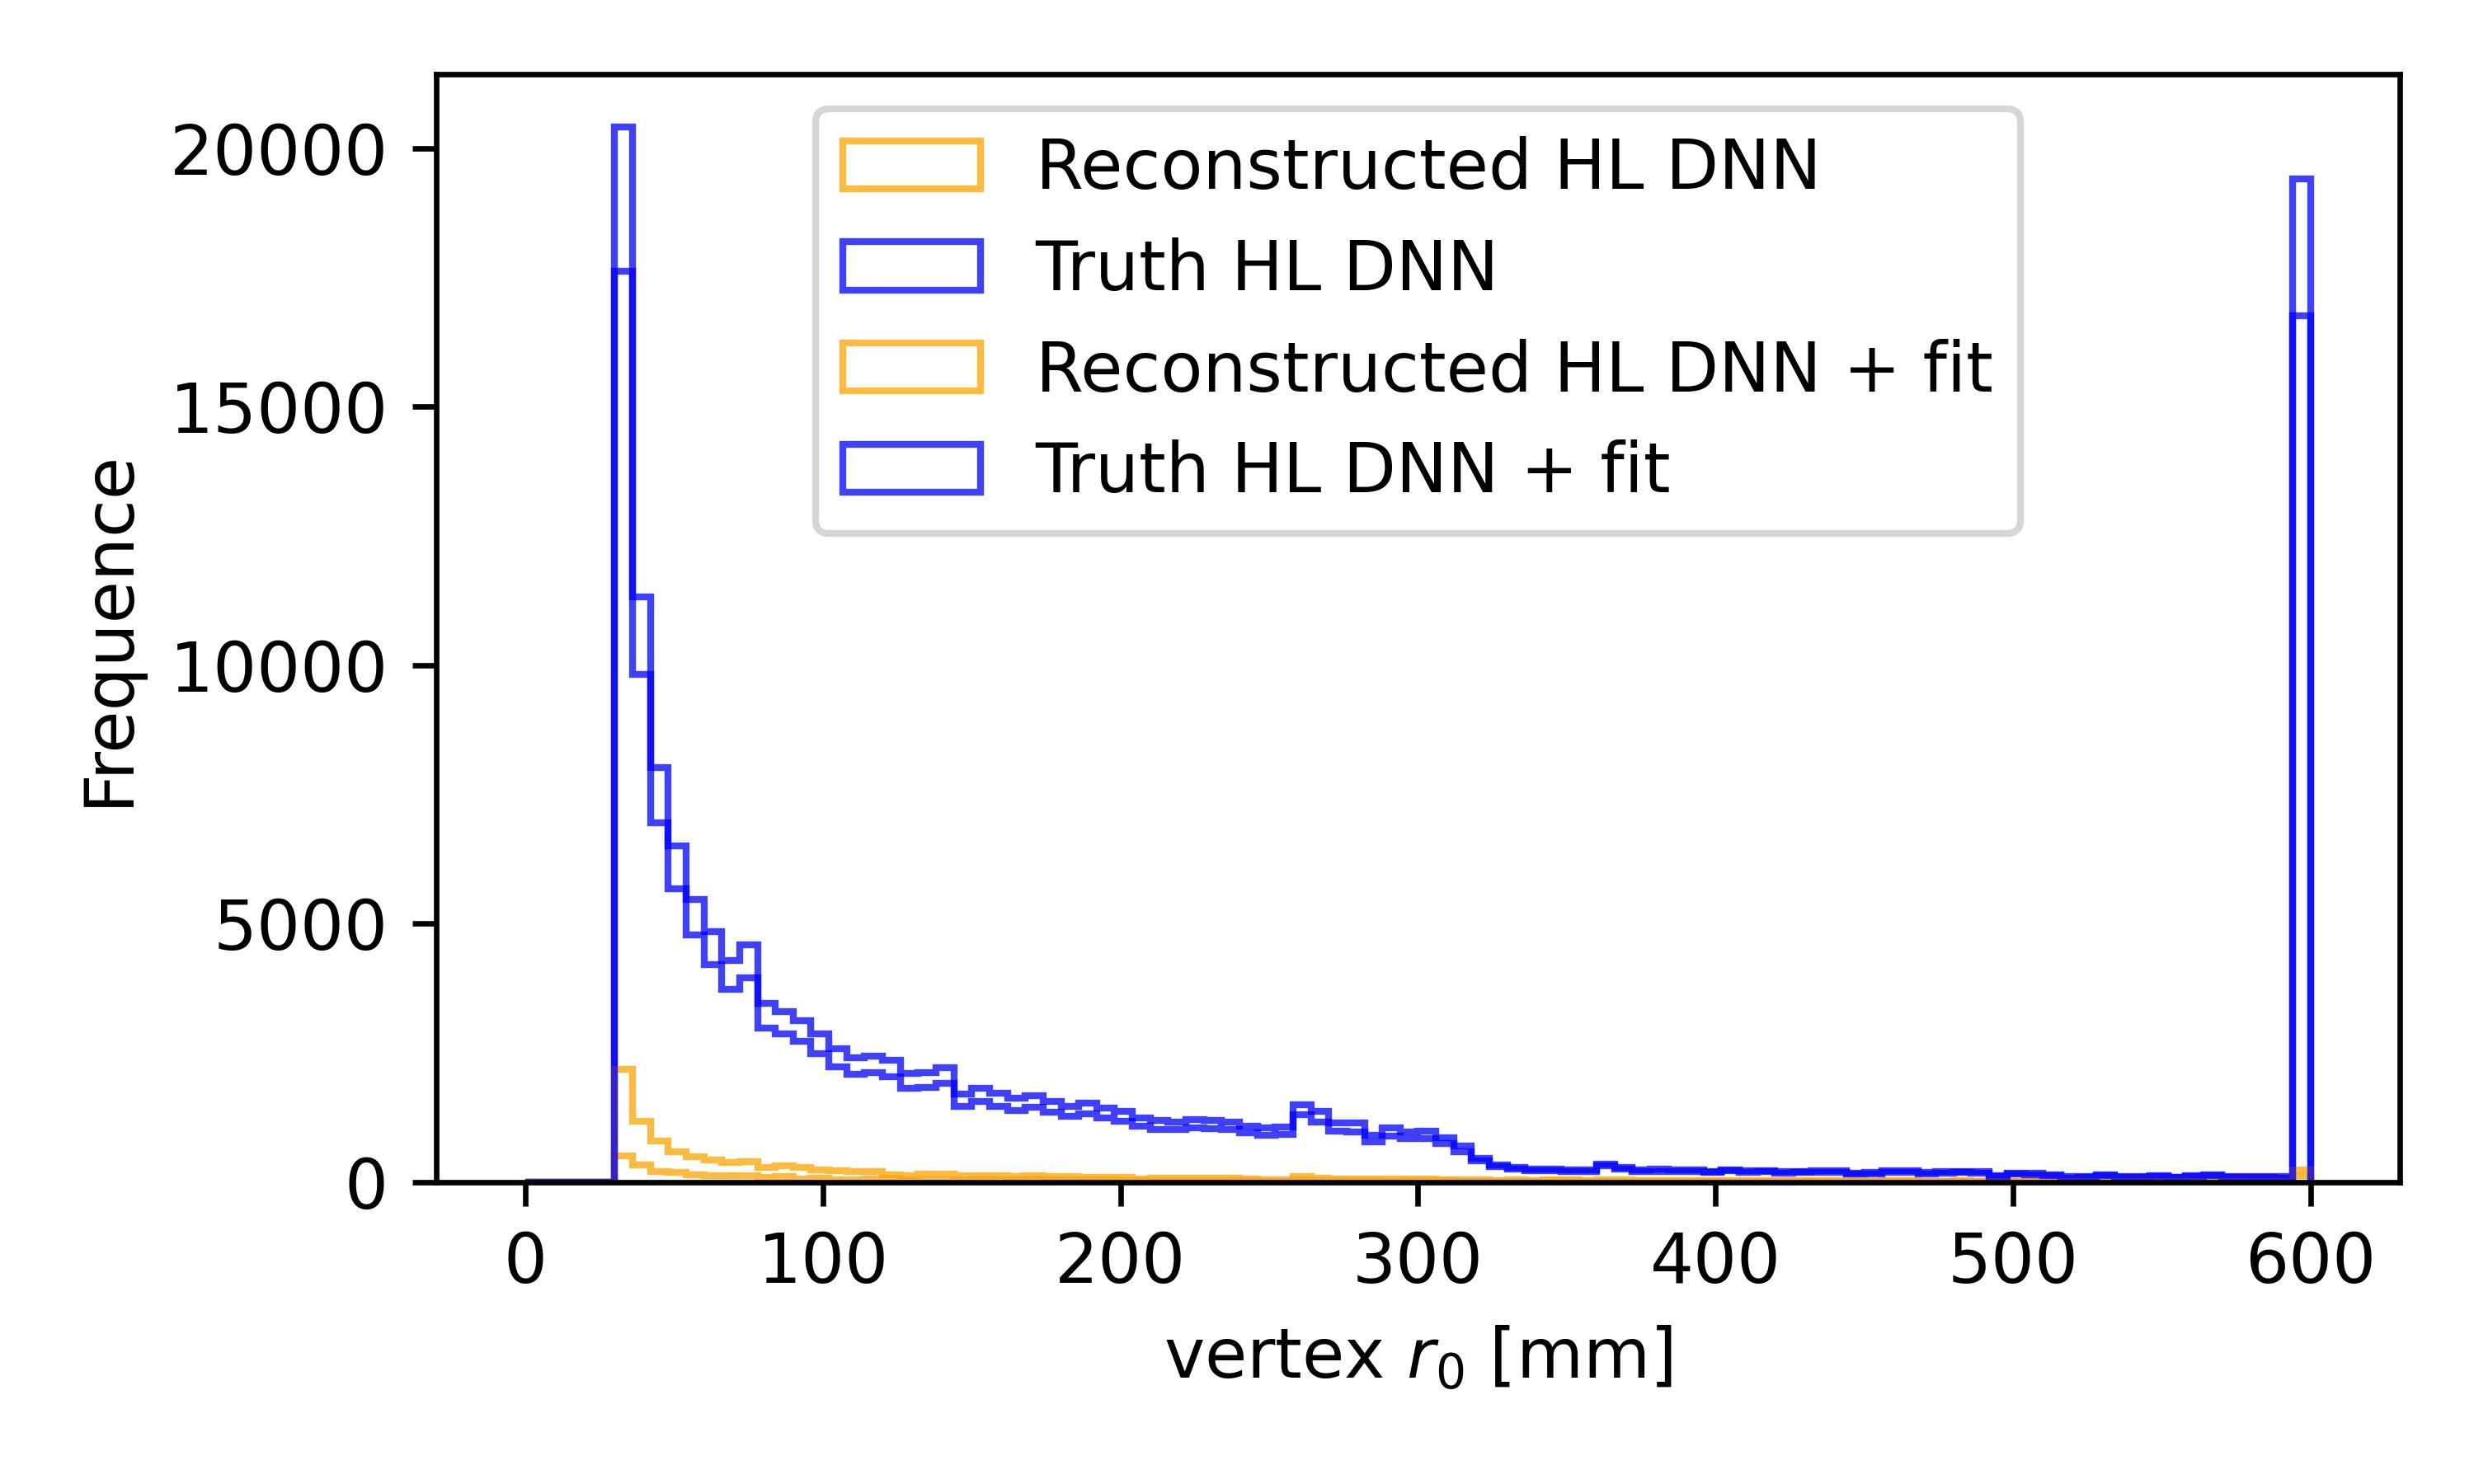 20000
15000
10000
5000
0
Frequence
Reconstructed HL DNN
Truth HL DNN
Reconstructed HL DNN + fit
Truth HL DNN + fit
0 100 200 300 400 500 600
vertex r₀ [mm]